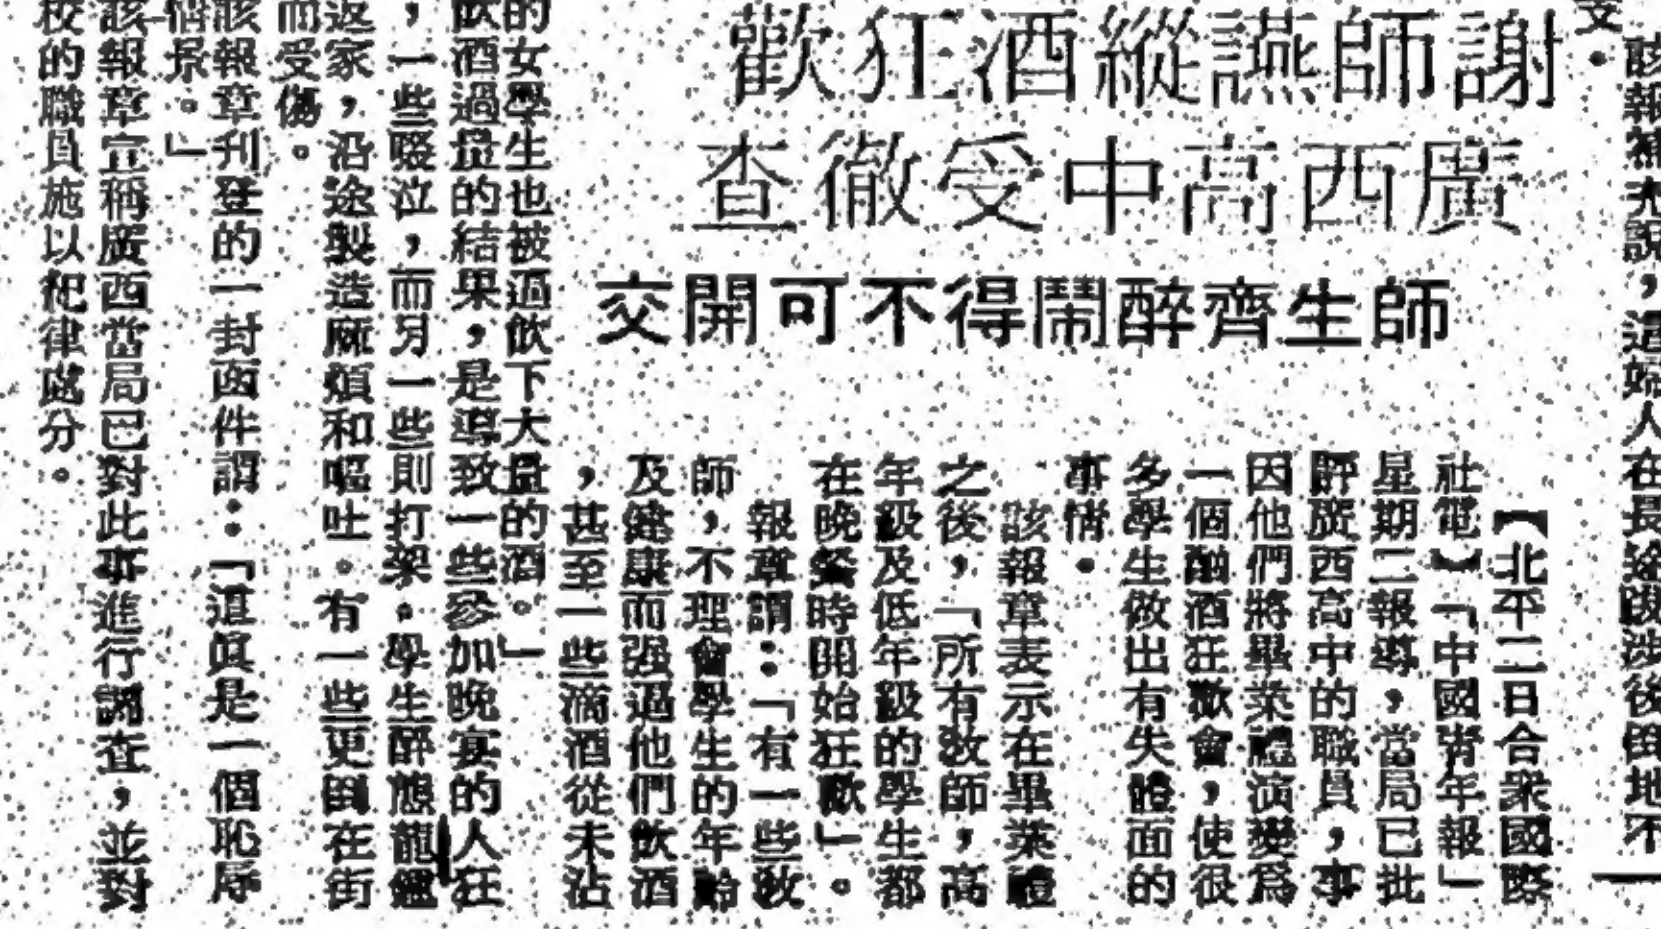 謝師讌縱酒狂歡
廣西高中受徹查
師生齊醉鬧得不可開交
【北平二日合衆國際
社電】「中國靑年報」
星期二報導，當局已批
評廣西高中的職員，事
因他們將畢業禮演變爲
一個酗酒狂歡會，使很
多學生做出有失體面的
事情。
該報章表示在畢業禮
之後，「所有敎師，高
年級及低年級的學生都
在晚餐時開始狂歡」。
報章謂：「有一些敎
師，不理會學生的年齡
及健康而强逼他們飲酒
，甚至一些滴酒從未沾
的女學生也被逼飲下大量的酒。」
飲酒過量的結果，是導致一些參加晚宴的人狂
，一些啜泣，而另一些則打架。學生醉態龍鍾
返家，沿途製造麻煩和嘔吐。有一些更倒在街
而受傷。
該報章刊登的一封函件謂：「這眞是一個恥辱
情景。」
該報章宣稱廣西當局已對此事進行調查，並對
校的職員施以紀律處分。
該報補充說，這婦人在長途跋涉後倒地不
支。